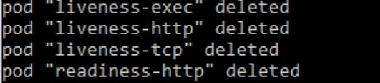 pod "liveness-exec" deleted
pod "liveness-http" deleted
pod "liveness-tcp" deleted
pod "readiness-http" deleted